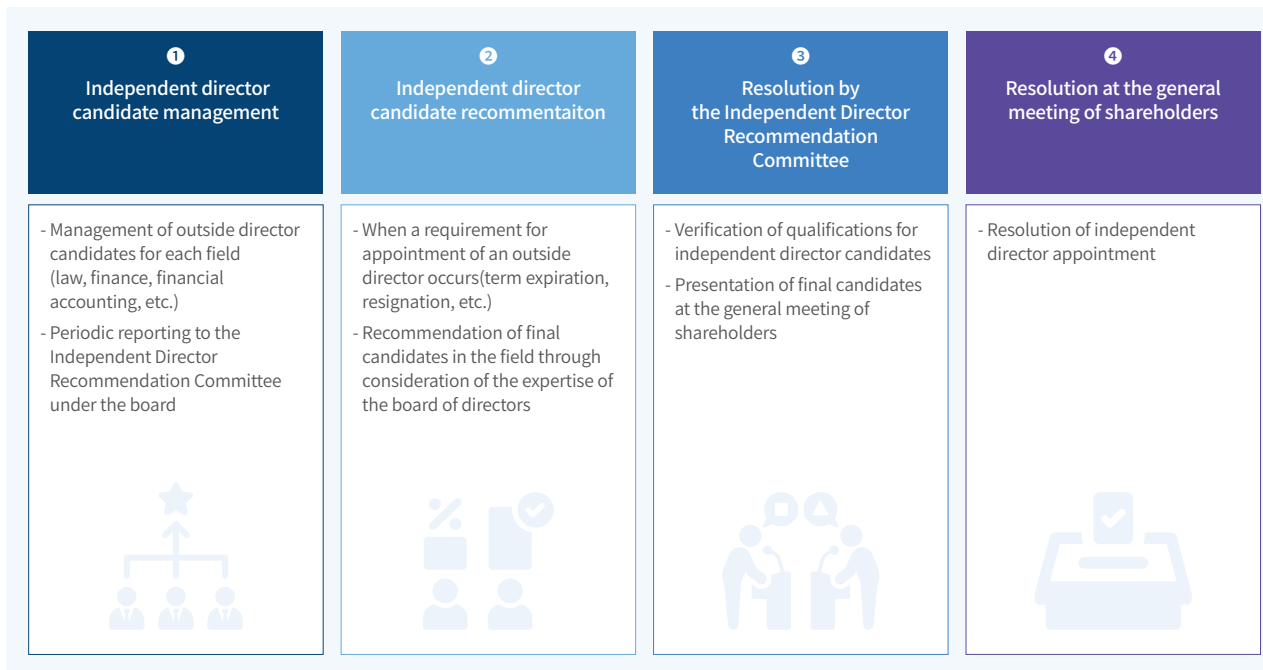 1
Independent director
candidate management
- Management of outside director
candidates for each field
(law, finance, financial
accounting, etc.)
- Periodic reporting to the
Independent Director
Recommendation Committee
under the board
2
Independent director
candidate recommentaiton
- When a requirement for
appointment of an outside
director occurs(term expiration,
resignation, etc.)
- Recommendation of final
candidates in the field through
consideration of the expertise of
the board of directors
3
Resolution by
the Independent Director
Recommendation
Committee
- Verification of qualifications for
independent director candidates
- Presentation of final candidates
at the general meeting of
shareholders
4
Resolution at the general
meeting of shareholders
- Resolution of independent
director appointment